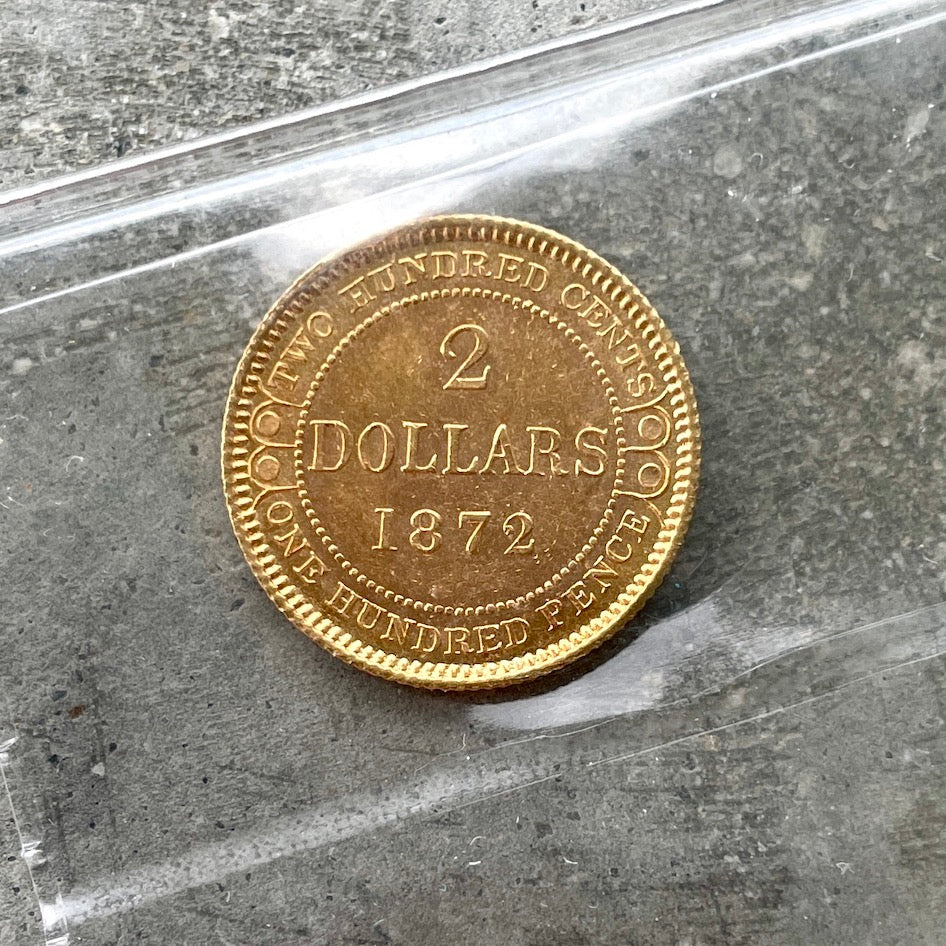 TWO HUNDRED CENTS
2
DOLLARS
1872
ONE HUNDRED PENCE